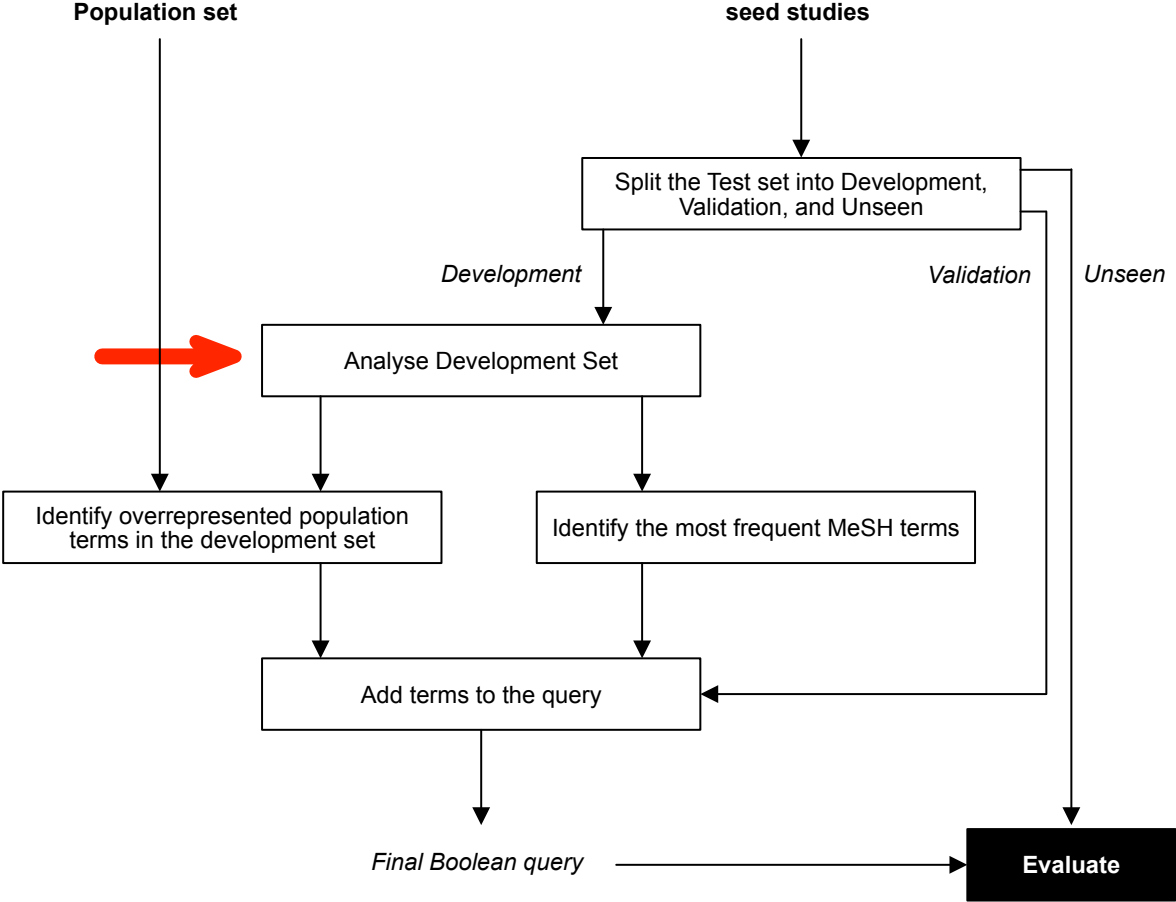 Population set
seed studies
Split the Test set into Development,
Validation, and Unseen
Development
Validation
Unseen
Analyse Development Set
Identify overrepresented population
terms in the development set
Identify the most frequent MeSH terms
Add terms to the query
Final Boolean query
Evaluate